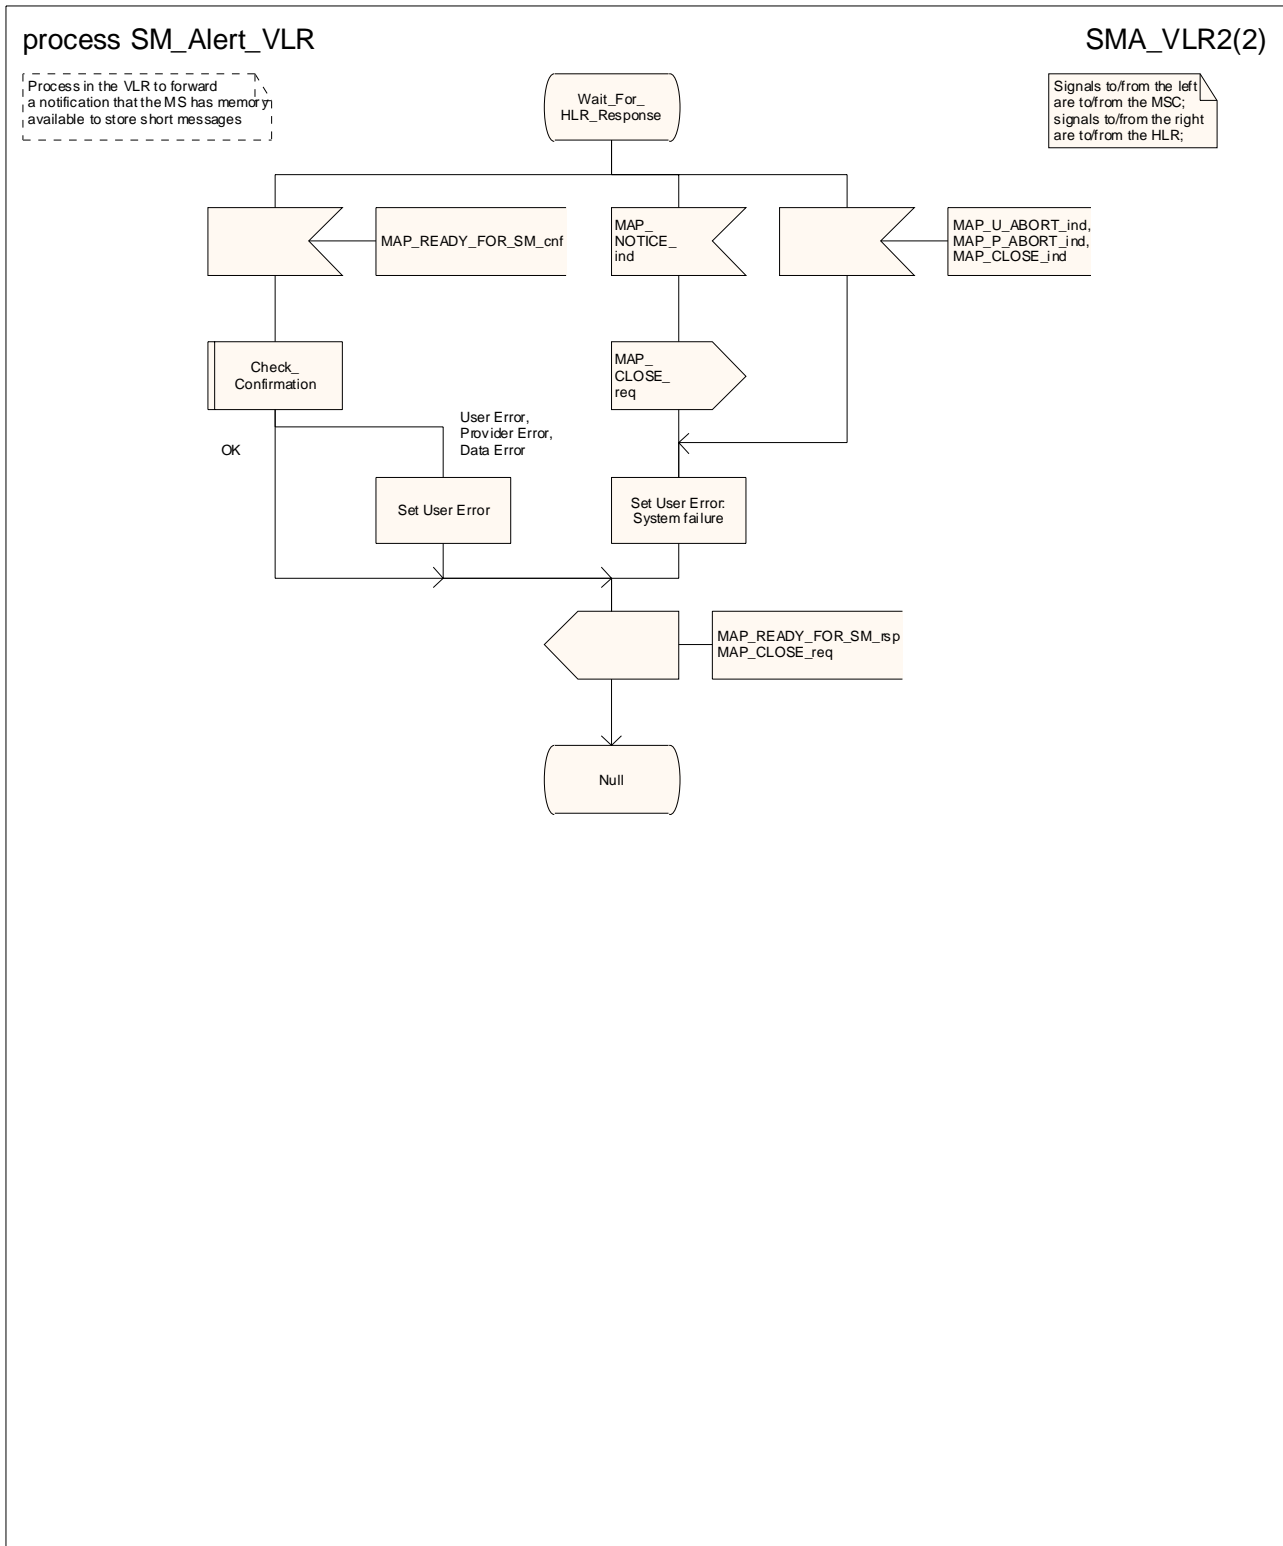 process SM_Alert_VLR
SMA_VLR2(2)
Process in the VLR to forward
a notification that the MS has memory
available to store short messages
Wait_For_
HLR_Response
Signals to/from the left
are to/from the MSC;
signals to/from the right
are to/from the HLR;
MAP_READY_FOR_SM_cnf
MAP_
NOTICE_
ind
MAP_U_ABORT_ind,
MAP_P_ABORT_ind,
MAP_CLOSE_ind
Check_
Confirmation
MAP_
CLOSE_
req
OK
User Error,
Provider Error,
Data Error
Set User Error
Set User Error:
System failure
MAP_READY_FOR_SM_rsp
MAP_CLOSE_req
Null